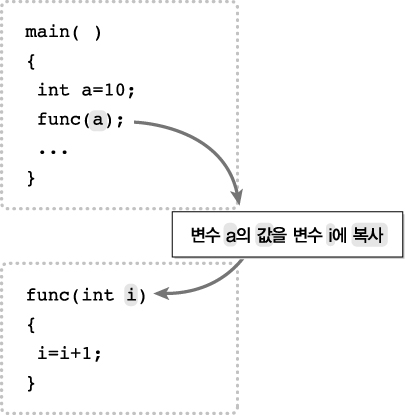 main( )
{
int a=10;
func(a);
...
}
변수 a의 값을 변수 i에 복사
func(int i)
{
i=i+1;
}